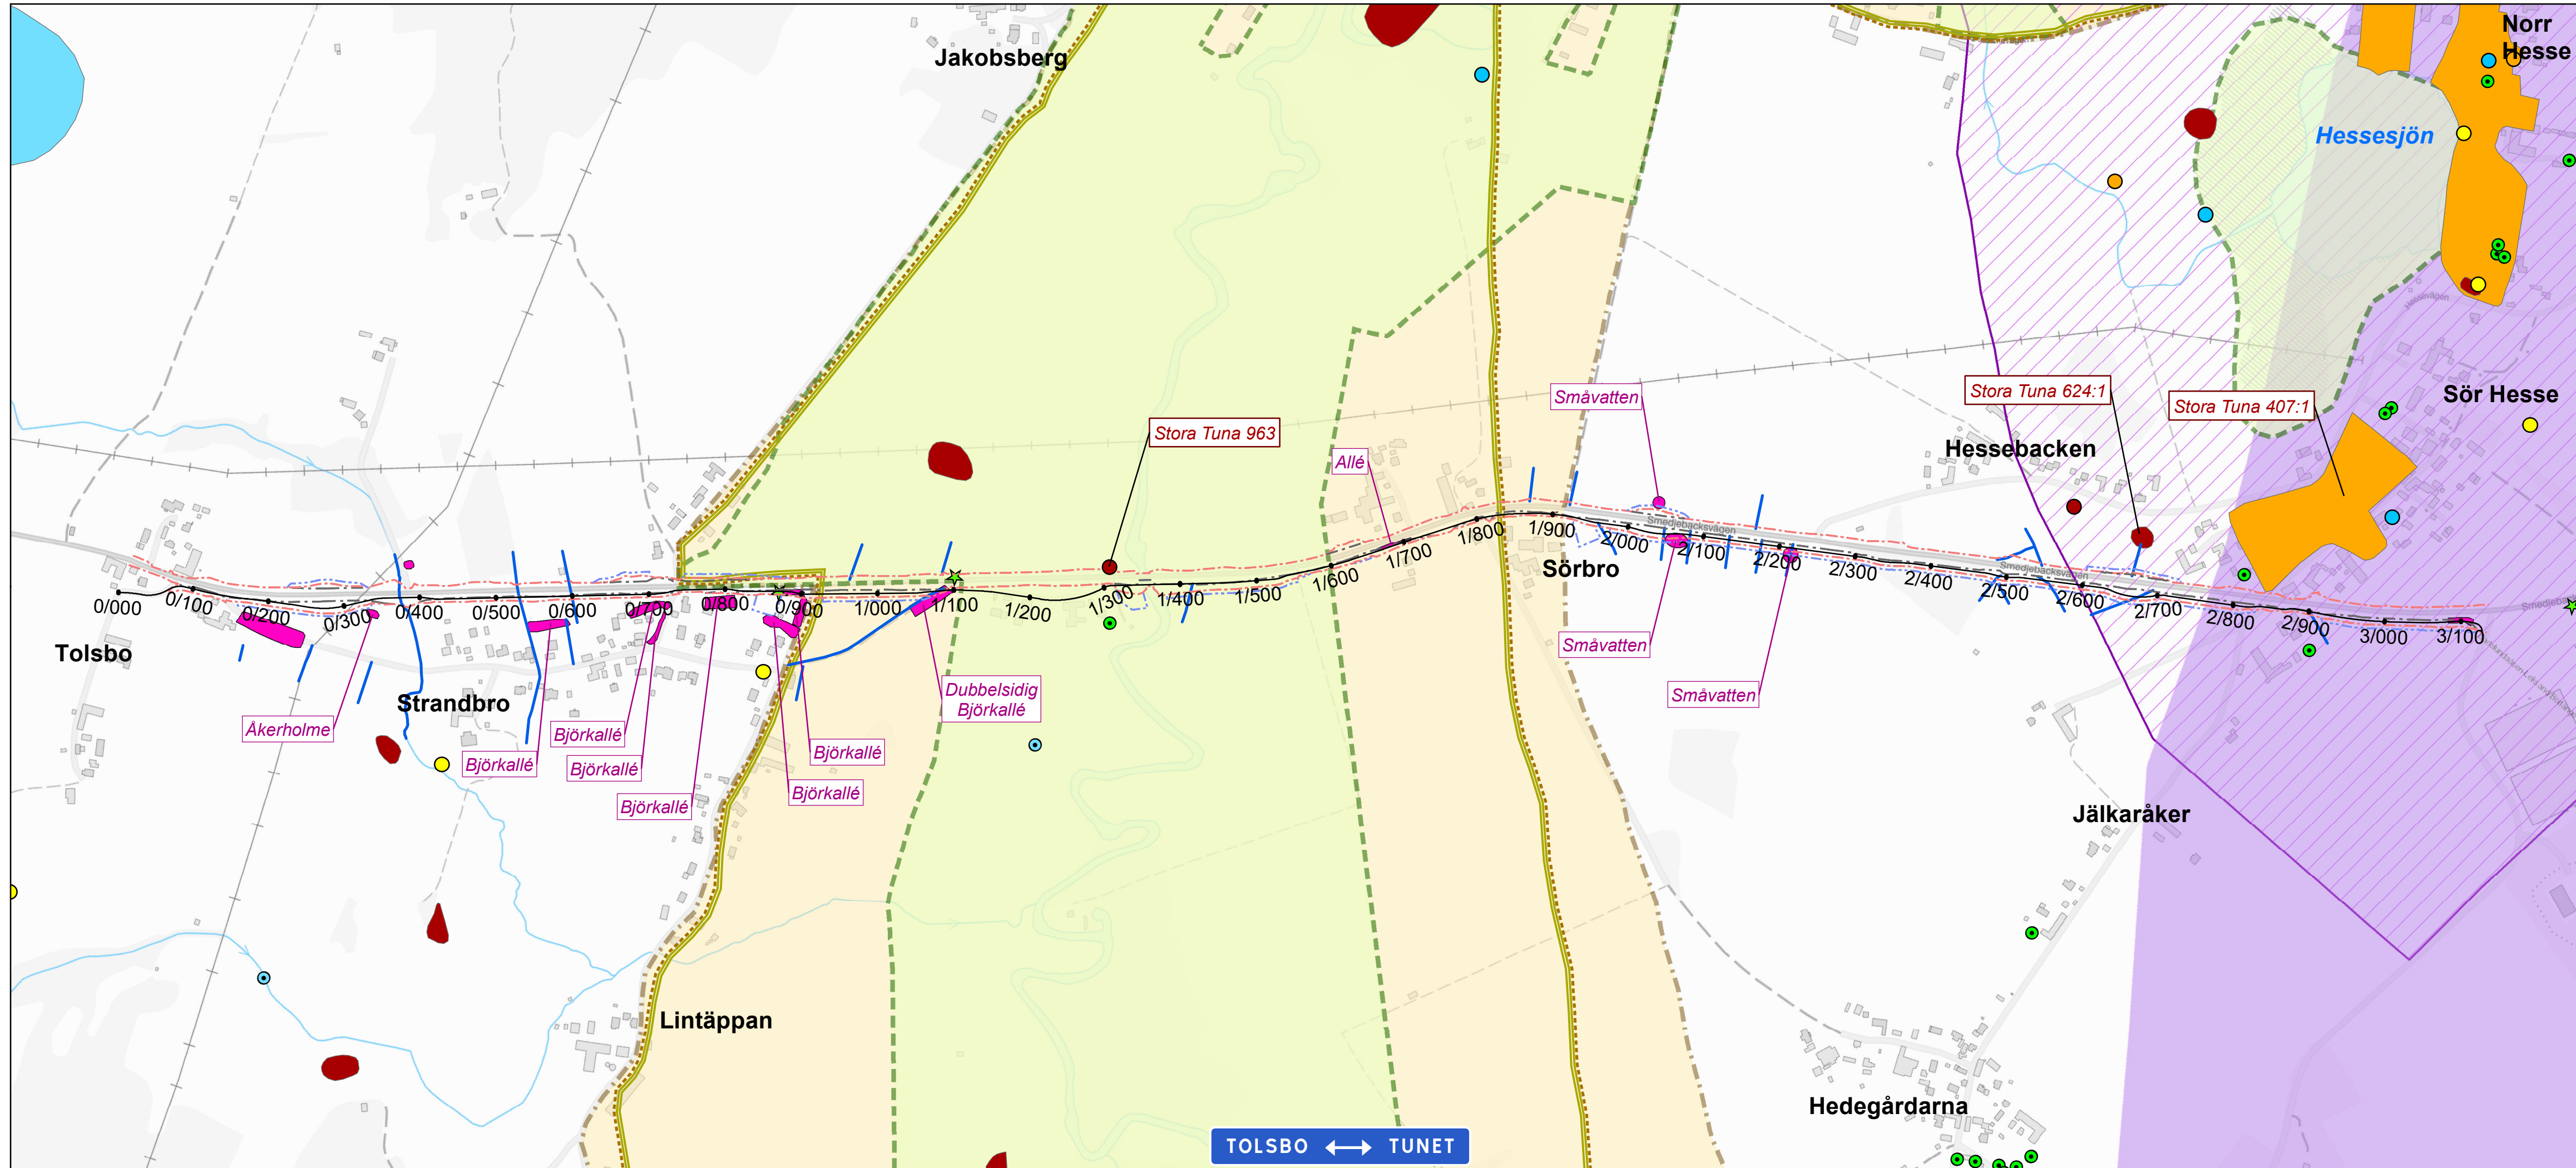 Norr
Hesse
Jakobsberg
Hessesjön
Hessevägen
Stora Tuna 624:1
Småvatten
Stora Tuna 407:1
Sör Hesse
Stora Tuna 963
Allé
Hessebacken
Smedjebacksvägen
Smedjebacksvägen
Sörbro
0/000
0/100
0/200
0/300
0/400
0/500
0/600
0/700
0/800
0/900
1/000
1/100
1/200
1/300
1/400
1/500
1/600
1/700
1/800
1/900
2/000
2/100
2/200
2/300
2/400
2/500
2/600
2/700
2/800
2/900
3/000
3/100
Tolsbo
Småvatten
Strandbro
Dubbelsidig
Björkallé
Småvatten
Åkerholme
Björkallé
Björkallé
Björkallé
Björkallé
Björkallé
Björkallé
Jälkaråker
Lintäppan
Hedegårdarna
TOLSBO TUNET